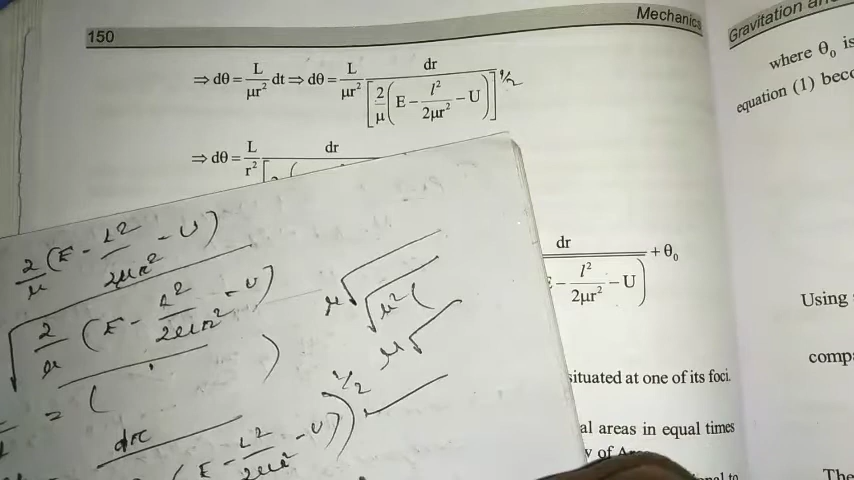 150
Mechanics
⇒ dθ = L/μr² dt ⇒ dθ = L/μr² dr/[2/μ (E − l²/2μr² − U)]^1/2
⇒ dθ = L/r² dr
2/μ (E − L²/2μr² − U)
√(2/μ (E − L²/2μr² − U))
μ√
√μ²(
μ√
= ( )^1/2
dr
(E − L²/2μr² − U)
dr
− l²/2μr² − U) + θ₀
situated at one of its foci.
al areas in equal times
Gravitation
where θ₀ is
equation (1)
Using
The